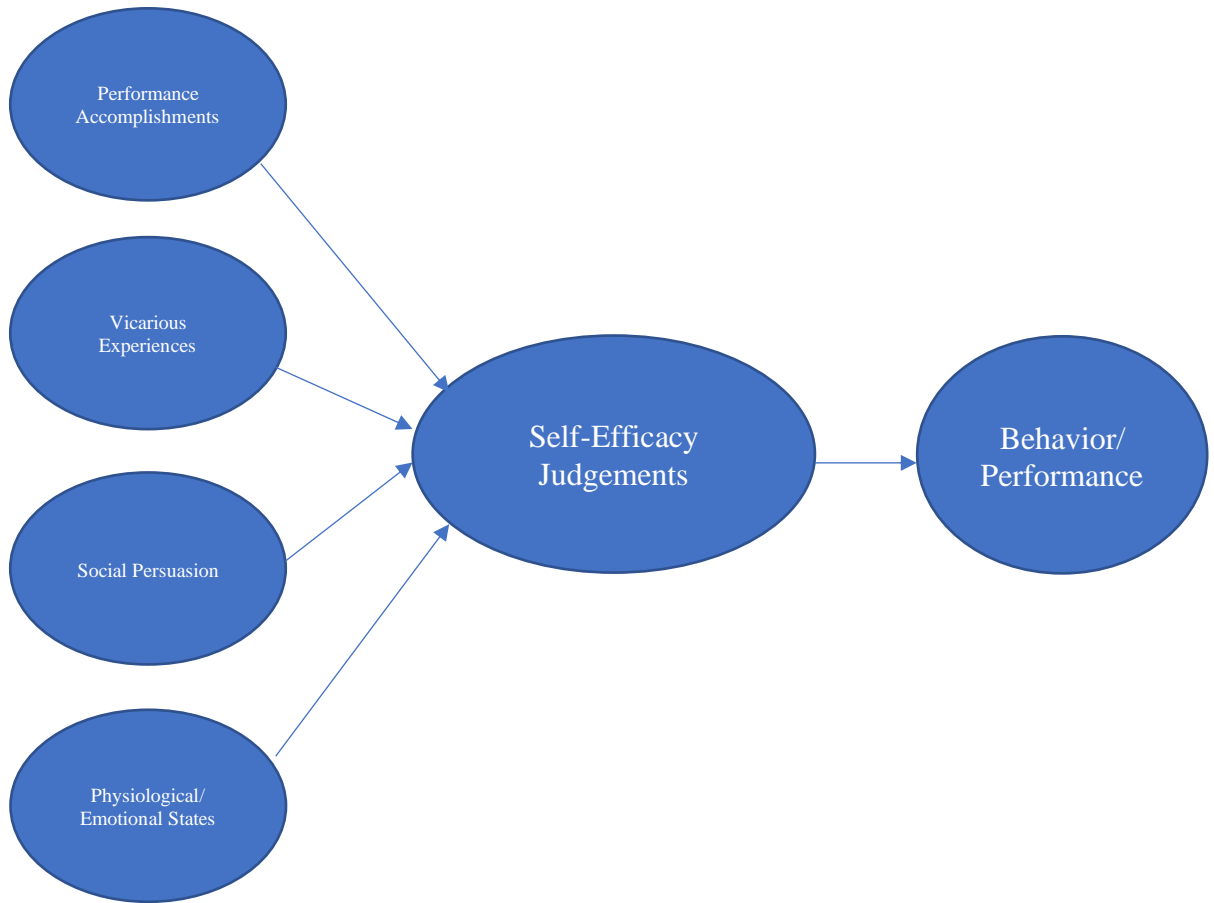 Performance
Accomplishments
Vicarious
Experiences
Social Persuasion
Physiological/
Emotional States
Self-Efficacy
Judgements
Behavior/
Performance